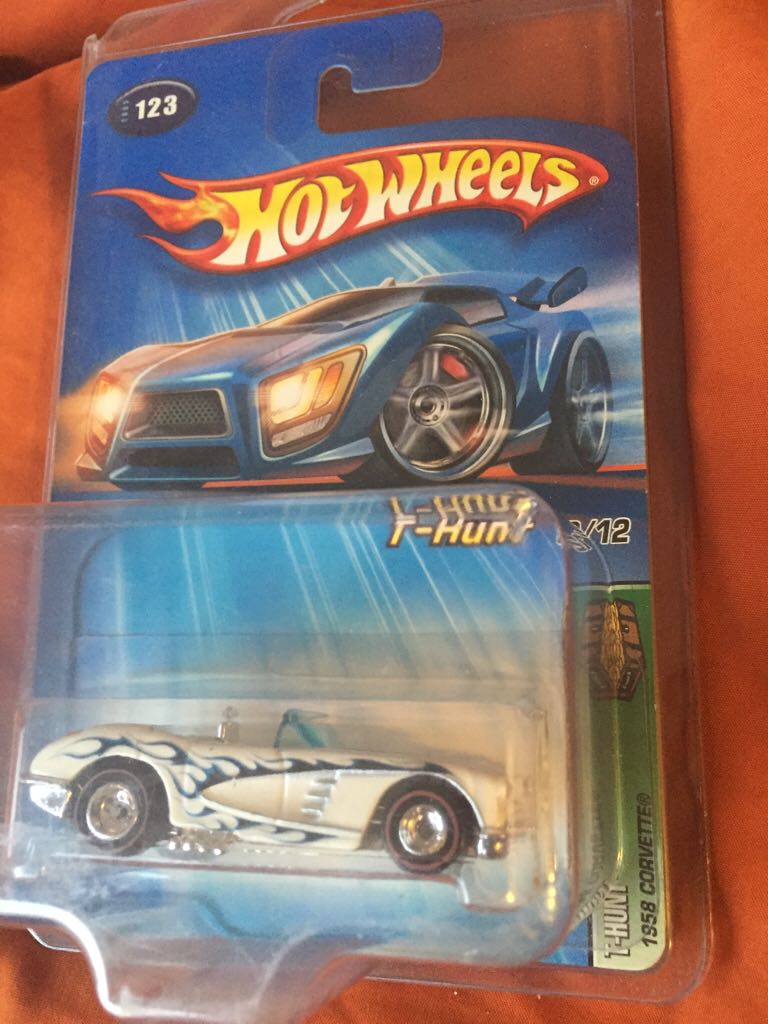 123
HOT WHEELS®
T-Hunt
/12
T-HUNT
1958 CORVETTE®